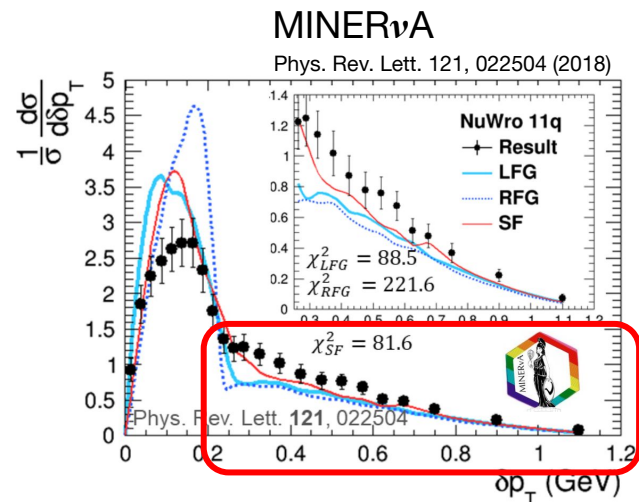 MINERνA
Phys. Rev. Lett. 121, 022504 (2018)
1/σ dσ/dδp_T
5
4.5
4
3.5
3
2.5
2
1.5
1
0.5
0
1.4
1.2
1
0.8
0.6
0.4
0.2
0
NuWro 11q
Result
LFG
RFG
SF
χ²_LFG = 88.5
χ²_RFG = 221.6
0.3 0.4 0.5 0.6 0.7 0.8 0.9 1 1.1
χ²_SF = 81.6
MINERνA
Phys. Rev. Lett. 121, 022504
0 0.2 0.4 0.6 0.8 1 1.2
δp_T (GeV)